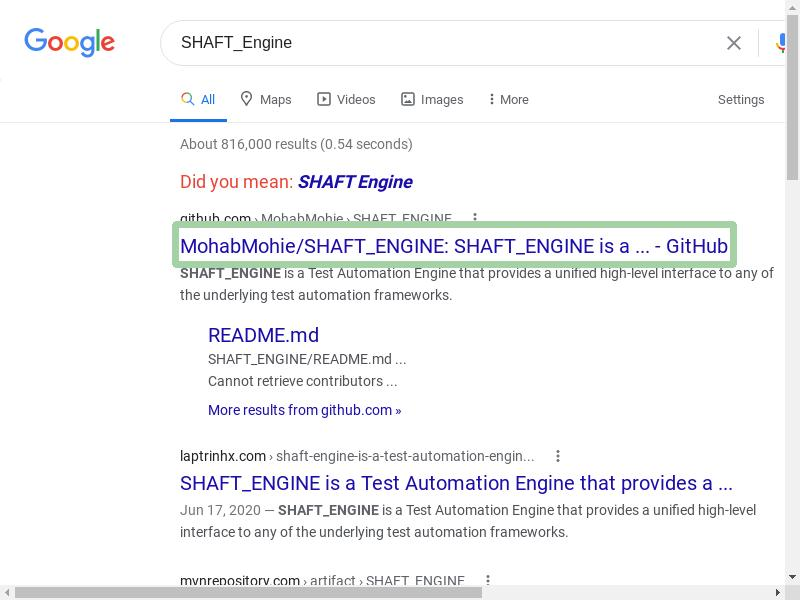 Google
SHAFT_Engine
All Maps Videos Images More Settings
About 816,000 results (0.54 seconds)
Did you mean: SHAFT Engine
github.com › MohabMohie › SHAFT_ENGINE
MohabMohie/SHAFT_ENGINE: SHAFT_ENGINE is a ... - GitHub
SHAFT_ENGINE is a Test Automation Engine that provides a unified high-level interface to any of
the underlying test automation frameworks.
README.md
SHAFT_ENGINE/README.md ...
Cannot retrieve contributors ...
More results from github.com »
laptrinhx.com › shaft-engine-is-a-test-automation-engin...
SHAFT_ENGINE is a Test Automation Engine that provides a ...
Jun 17, 2020 — SHAFT_ENGINE is a Test Automation Engine that provides a unified high-level
interface to any of the underlying test automation frameworks.
mvnrepository.com › artifact › SHAFT_ENGINE